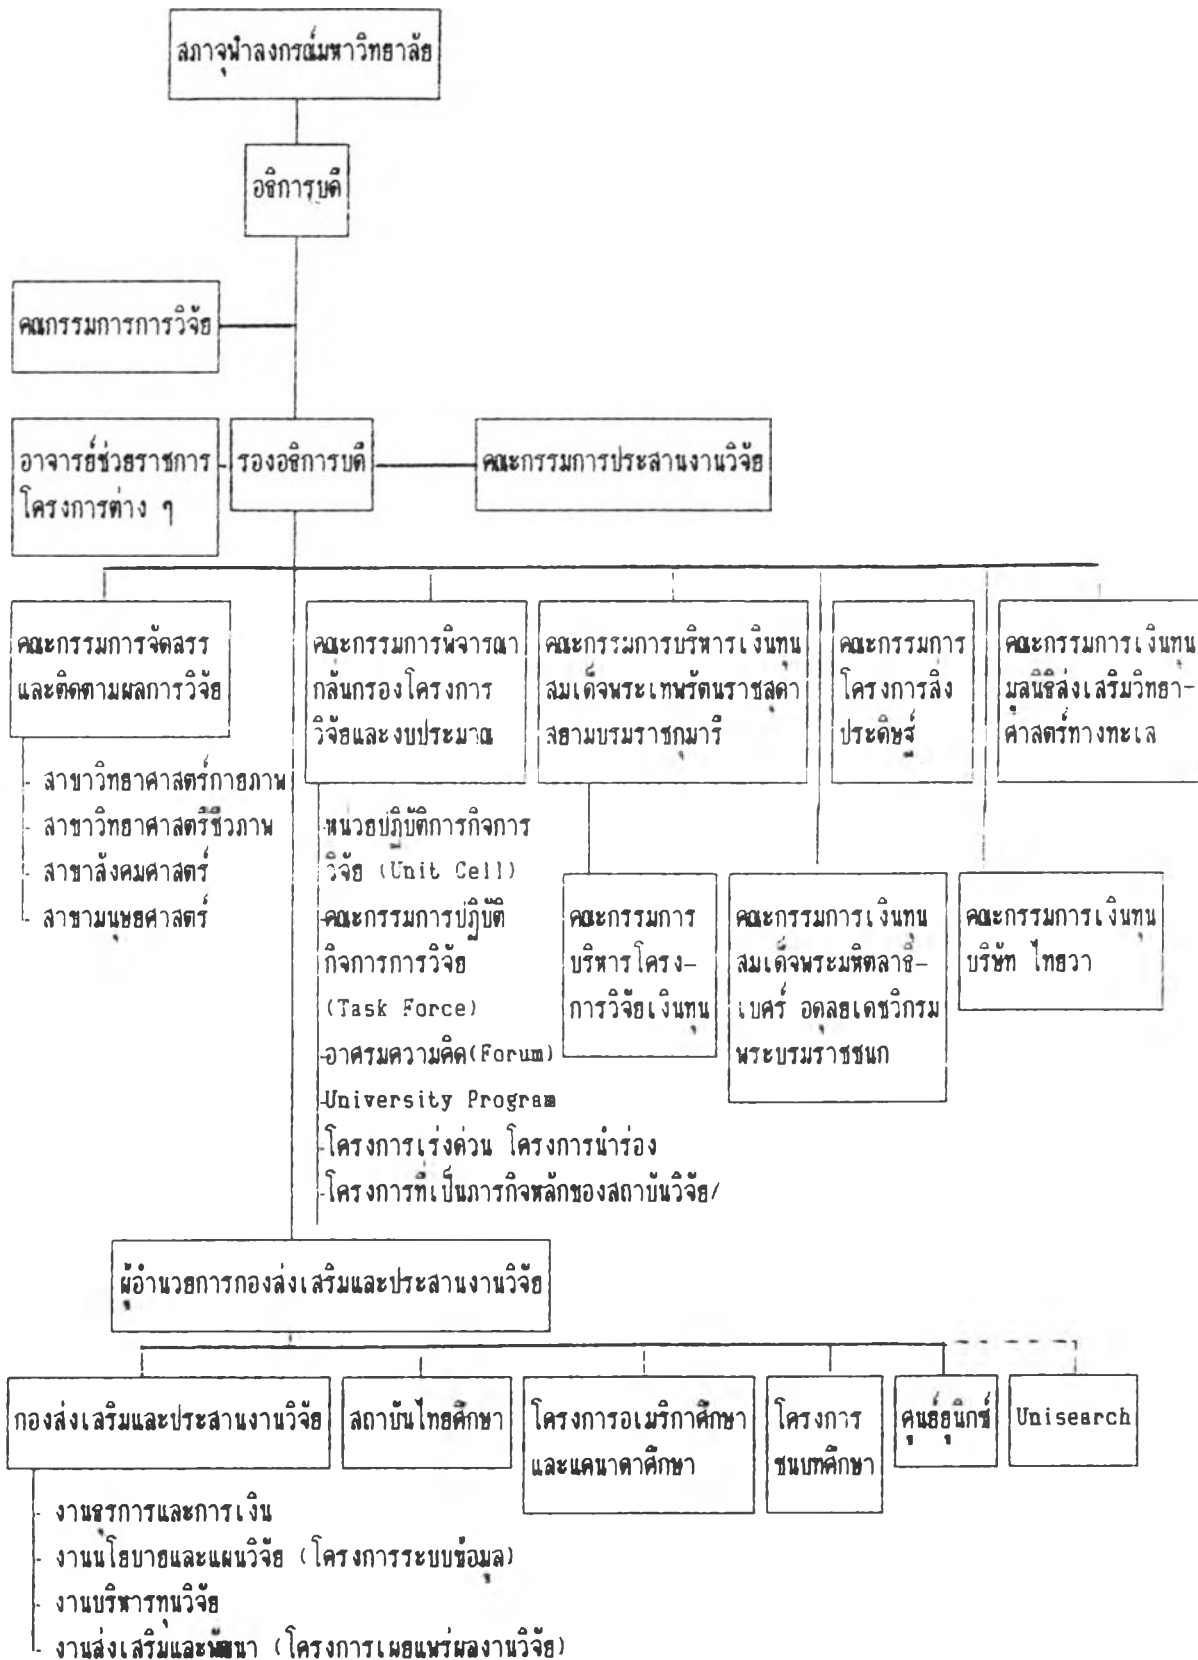 สภาจุฬาลงกรณ์มหาวิทยาลัย
อธิการบดี
คณะกรรมการการวิจัย
อาจารย์ช่วยราชการ
โครงการต่าง ๆ
รองอธิการบดี
คณะกรรมการประสานงานวิจัย
คณะกรรมการจัดสรร
และติดตามผลการวิจัย
- สาขาวิทยาศาสตร์กายภาพ
- สาขาวิทยาศาสตร์ชีวภาพ
- สาขาสังคมศาสตร์
- สาขามนุษยศาสตร์
คณะกรรมการพิจารณา
กลั่นกรองโครงการ
วิจัยและงบประมาณ
-หน่วยปฏิบัติการกิจการ
วิจัย (Unit Cell)
-คณะกรรมการปฏิบัติ
กิจการการวิจัย
(Task Force)
-อาศรมความคิด(Forum)
-University Program
-โครงการเร่งด่วน โครงการนำร่อง
-โครงการที่เป็นภารกิจหลักของสถาบันวิจัย/
คณะกรรมการบริหารเงินทุน
สมเด็จพระเทพรัตนราชสุดา
สยามบรมราชกุมารี
คณะกรรมการ
โครงการสิ่ง
ประดิษฐ์
คณะกรรมการเงินทุน
มูลนิธิส่งเสริมวิทยา-
ศาสตร์ทางทะเล
คณะกรรมการ
บริหารโครง-
การวิจัยเงินทุน
คณะกรรมการเงินทุน
สมเด็จพระมหิตลาธิ-
เบศร์ อดุลยเดชวิกรม
พระบรมราชชนก
คณะกรรมการเงินทุน
บริษัท ไทยวา
ผู้อำนวยการกองส่งเสริมและประสานงานวิจัย
กองส่งเสริมและประสานงานวิจัย
- งานธุรการและการเงิน
- งานนโยบายและแผนวิจัย (โครงการระบบข้อมูล)
- งานบริหารทุนวิจัย
- งานส่งเสริมและพัฒนา (โครงการเผยแพร่ผลงานวิจัย)
สถาบันไทยศึกษา
โครงการอเมริกาศึกษา
และแคนาดาศึกษา
โครงการ
ชนบทศึกษา
ศูนย์ยูนิกซ์
Unisearch